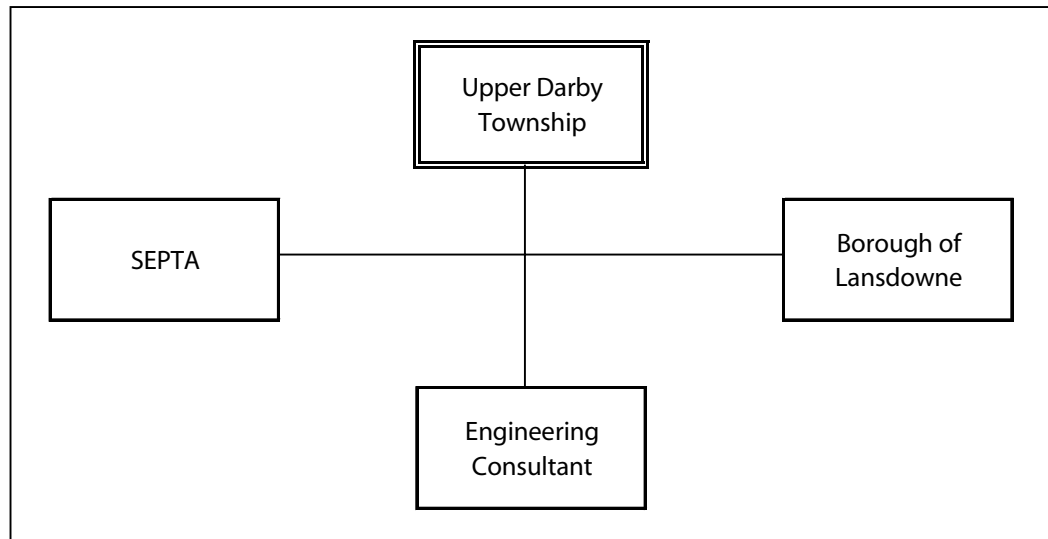 Upper Darby
Township
SEPTA
Borough of
Lansdowne
Engineering
Consultant